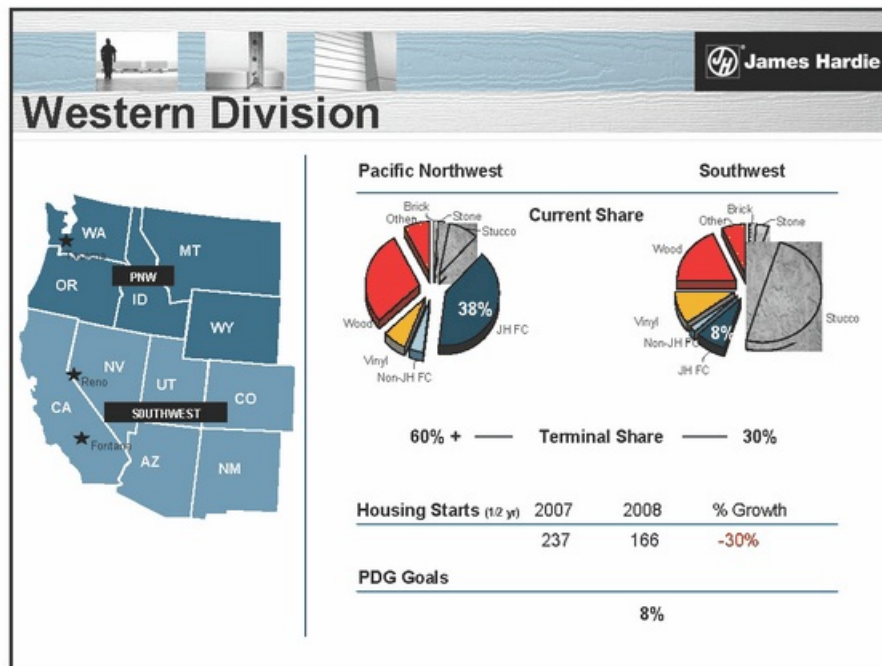 James Hardie
Western Division
Pacific Northwest
Southwest
Current Share
Brick
Other
Stone
Stucco
Wood
38%
JH FC
Vinyl
Non-JH FC
Brick
Other
Stone
Wood
Stucco
Vinyl
8%
Non-JH FC
JH FC
WA
MT
OR
PNW
ID
WY
NV
UT
CO
Reno
CA
SOUTHWEST
Fontana
AZ
NM
60% + Terminal Share 30%
Housing Starts (1/2 yr) 2007 2008 % Growth
237 166 -30%
PDG Goals
8%